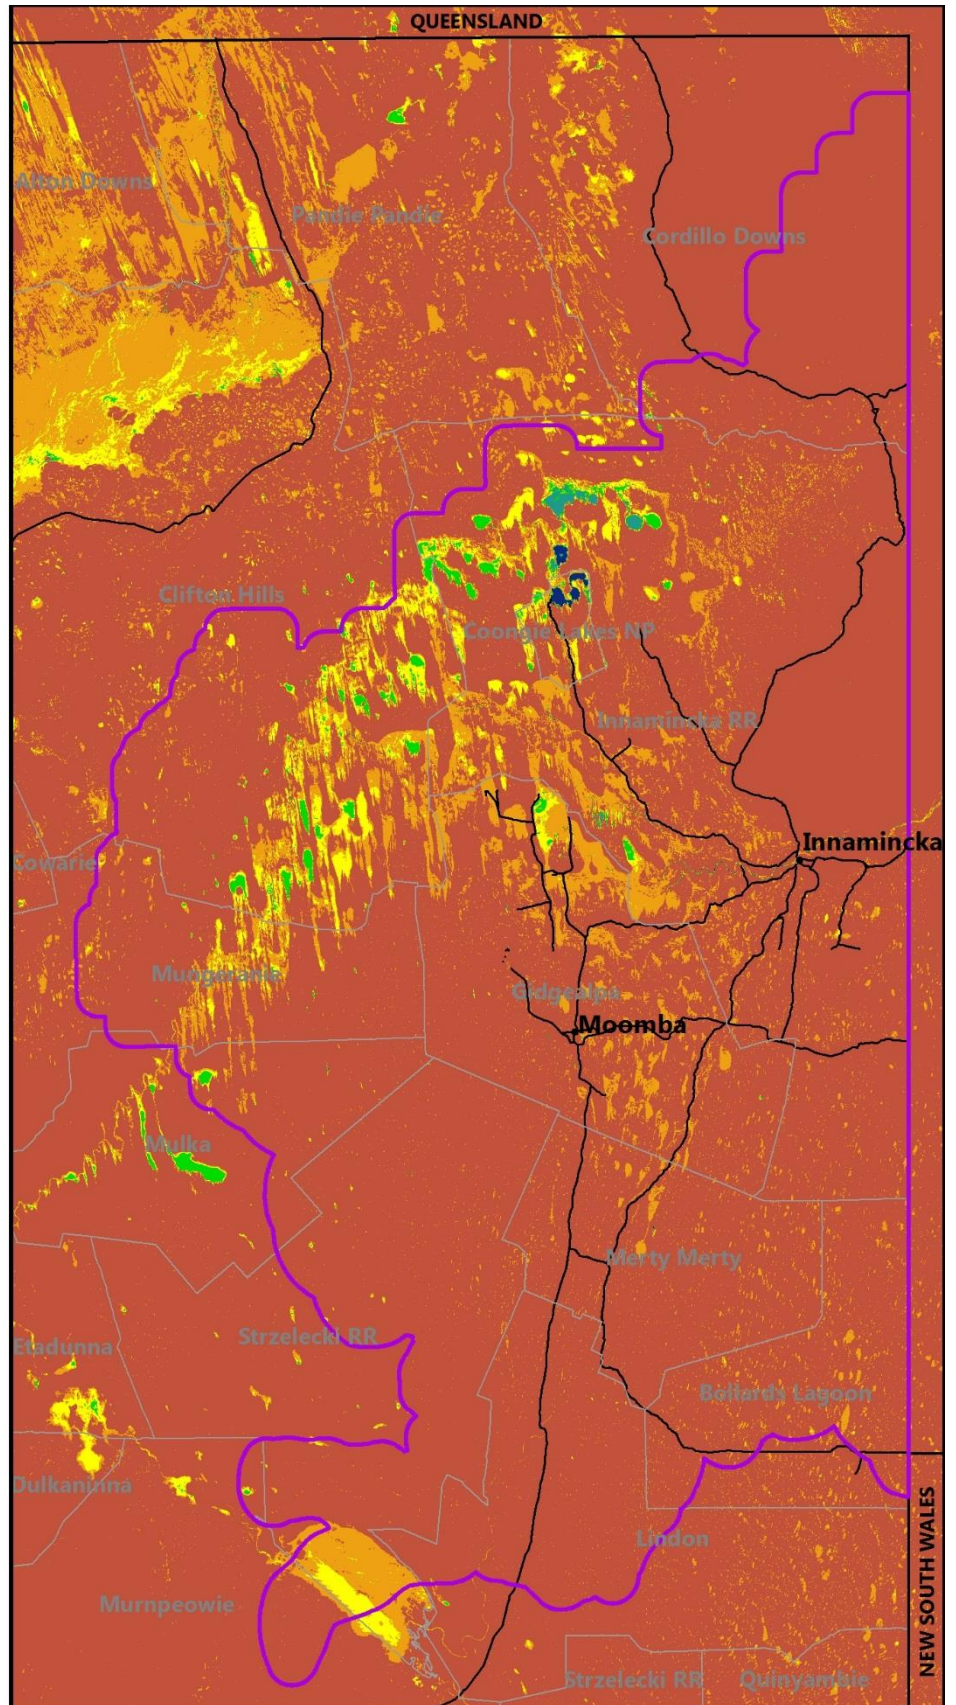 QUEENSLAND
Alton Downs
Pandie Pandie
Cordillo Downs
Clifton Hills
Coongie Lakes NP
Innamincka RR
Innamincka
Cowarie
Mungeranie
Gidgealpa
Moomba
Mulka
Merty Merty
Strzelecki RR
Etadunna
Bollards Lagoon
Dulkaninna
Lindon
Murnpeowie
NEW SOUTH WALES
Strzelecki RR
Quinyambie